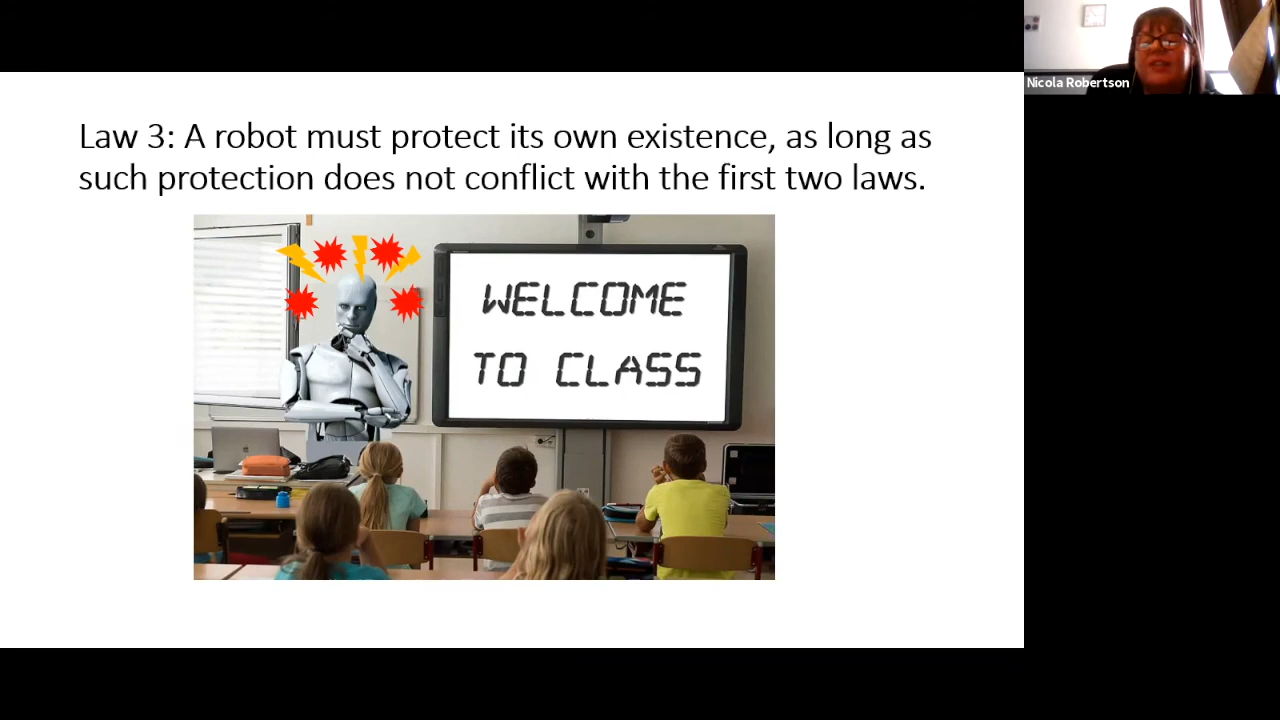 Law 3: A robot must protect its own existence, as long as
such protection does not conflict with the first two laws.
WELCOME
TO CLASS
Nicola Robertson